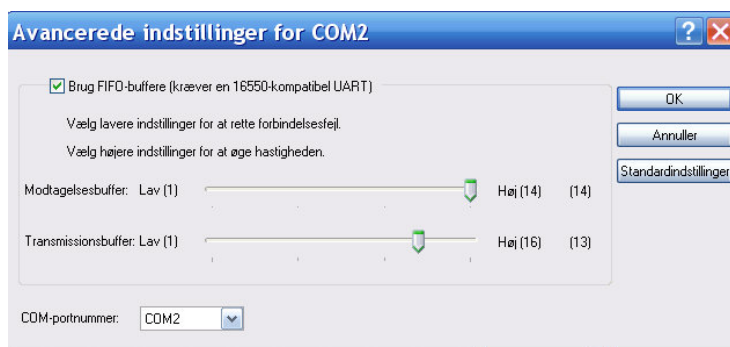 Avancerede indstillinger for COM2
Brug FIFO-buffere (kræver en 16550-kompatibel UART)
OK
Vælg lavere indstillinger for at rette forbindelsesfejl.
Annuller
Vælg højere indstillinger for at øge hastigheden.
Standardindstillinger
Modtagelsesbuffer: Lav (1) Høj (14) (14)
Transmissionsbuffer: Lav (1) Høj (16) (13)
COM-portnummer: COM2